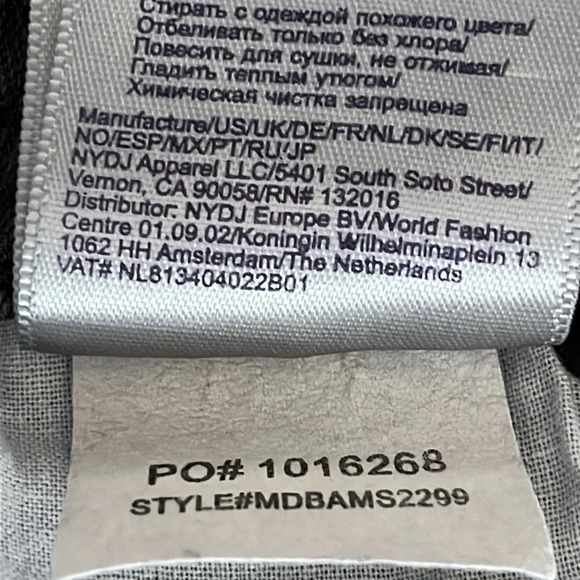 Стирать с одеждой похожего цвета/
Отбеливать только без хлора/
Повесить для сушки, не отжимая/
Гладить теплым утюгом/
Химическая чистка запрещена
Manufacture/US/UK/DE/FR/NL/DK/SE/FI/IT/
NO/ESP/MX/PT/RU/JP
NYDJ Apparel LLC/5401 South Soto Street/
Vernon, CA 90058/RN# 132016
Distributor: NYDJ Europe BV/World Fashion
Centre 01.09.02/Koningin Wilhelminaplein 13
1062 HH Amsterdam/The Netherlands
VAT# NL813404022B01
PO# 1016268
STYLE#MDBAMS2299